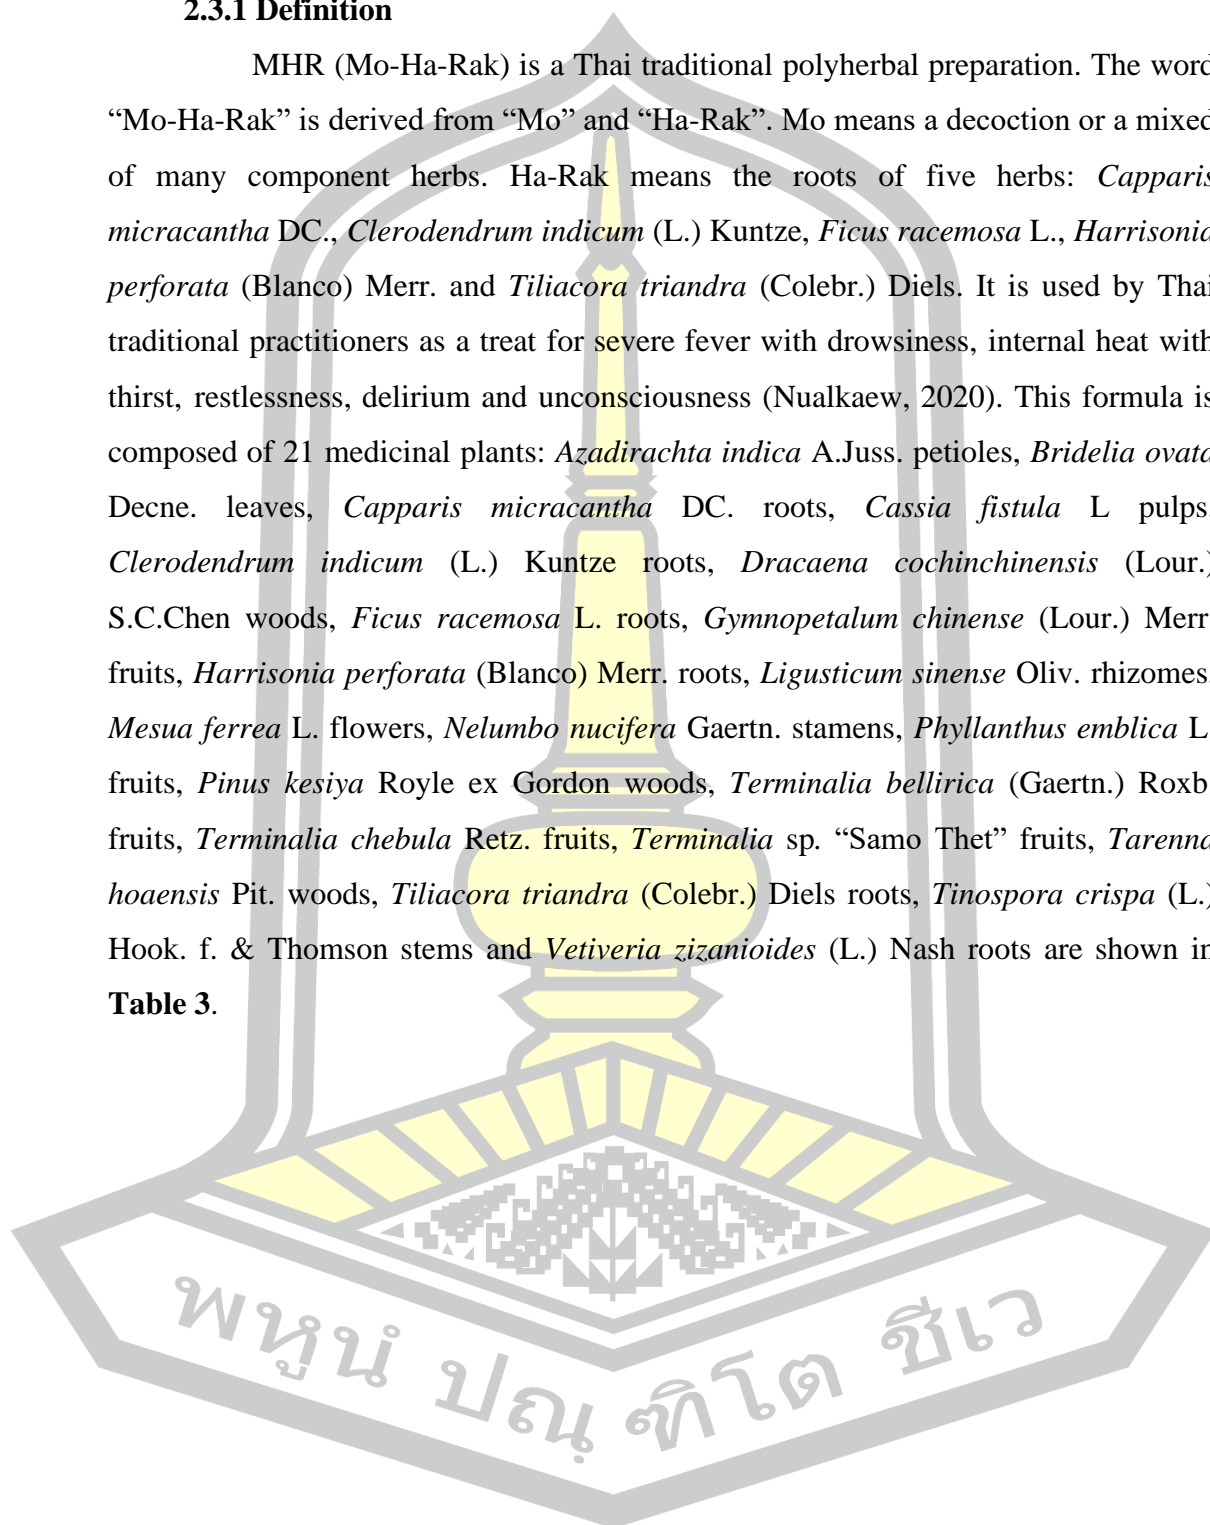 2.3.1 Definition
MHR (Mo-Ha-Rak) is a Thai traditional polyherbal preparation. The word
“Mo-Ha-Rak” is derived from “Mo” and “Ha-Rak”. Mo means a decoction or a mixed
of many component herbs. Ha-Rak means the roots of five herbs: Capparis
micracantha DC., Clerodendrum indicum (L.) Kuntze, Ficus racemosa L., Harrisonia
perforata (Blanco) Merr. and Tiliacora triandra (Colebr.) Diels. It is used by Thai
traditional practitioners as a treat for severe fever with drowsiness, internal heat with
thirst, restlessness, delirium and unconsciousness (Nualkaew, 2020). This formula is
composed of 21 medicinal plants: Azadirachta indica A.Juss. petioles, Bridelia ovata
Decne. leaves, Capparis micracantha DC. roots, Cassia fistula L pulps,
Clerodendrum indicum (L.) Kuntze roots, Dracaena cochinchinensis (Lour.)
S.C.Chen woods, Ficus racemosa L. roots, Gymnopetalum chinense (Lour.) Merr
fruits, Harrisonia perforata (Blanco) Merr. roots, Ligusticum sinense Oliv. rhizomes,
Mesua ferrea L. flowers, Nelumbo nucifera Gaertn. stamens, Phyllanthus emblica L
fruits, Pinus kesiya Royle ex Gordon woods, Terminalia bellirica (Gaertn.) Roxb
fruits, Terminalia chebula Retz. fruits, Terminalia sp. “Samo Thet” fruits, Tarenna
hoaensis Pit. woods, Tiliacora triandra (Colebr.) Diels roots, Tinospora crispa (L.)
Hook. f. & Thomson stems and Vetiveria zizanioides (L.) Nash roots are shown in
Table 3.
พหูนํ ปณฺฑิโต ชีเว